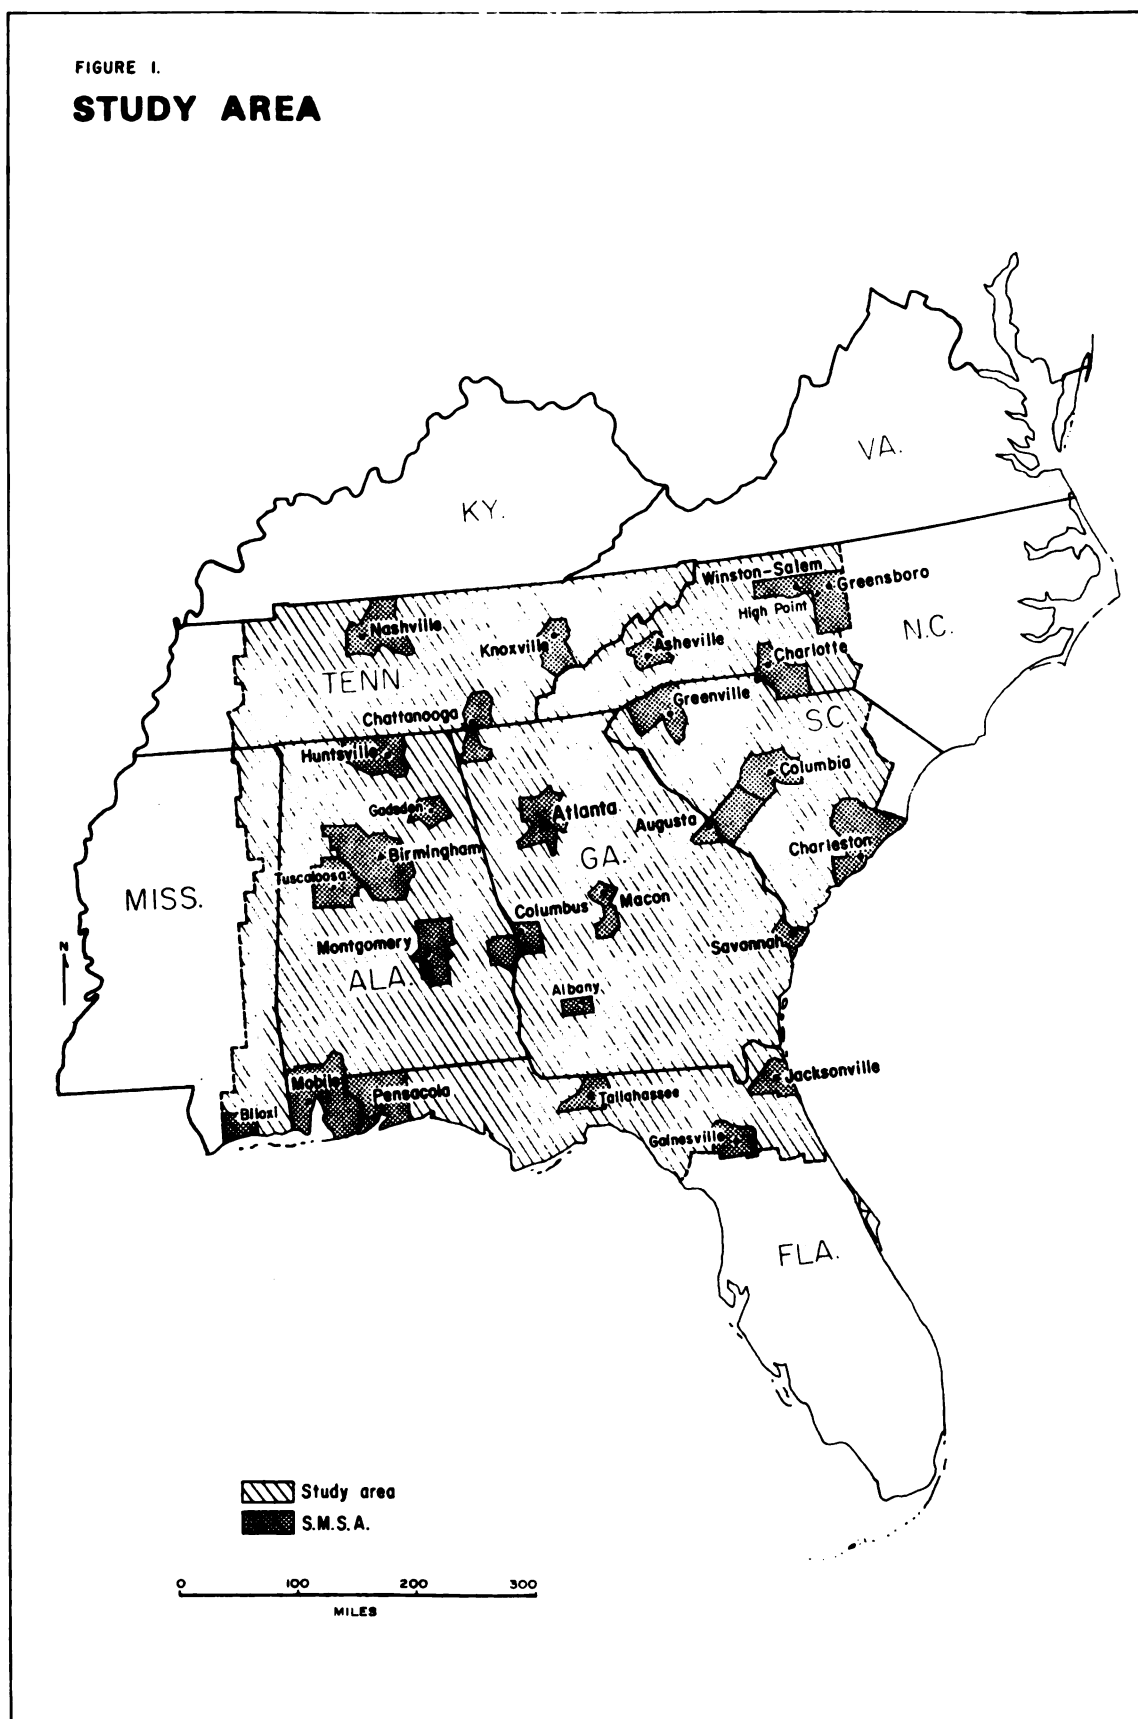 FIGURE 1.
STUDY AREA
VA.
KY.
Winston-Salem
Greensboro
High Point
Nashville
N.C.
Knoxville
Asheville
Charlotte
TENN
Greenville
Chattanooga
S.C.
Huntsville
Columbia
Gadsden
Atlanta
Augusta
Birmingham
GA.
Charleston
Tuscaloosa
MISS.
Columbus
Macon
Montgomery
Savannah
N
ALA.
Albany
Mobile
Jacksonville
Pensacola
Tallahassee
Biloxi
Gainesville
FLA.
Study area
S.M.S.A.
0 100 200 300
MILES